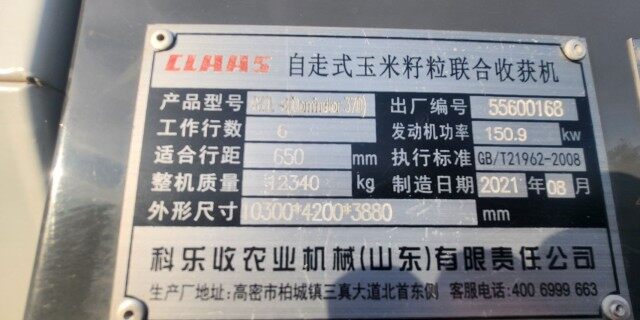 CLAAS 自走式玉米籽粒联合收获机
产品型号 (Dominator 370) 出厂编号 55600168
工作行数 6 发动机功率 150.9 kw
适合行距 650 mm 执行标准 GB/T21962-2008
整机质量 12340 kg 制造日期 2021 年 08 月
外形尺寸 10300*4200*3880 mm
科乐收农业机械(山东)有限责任公司
生产厂地址:高密市柏城镇三真大道北首东侧 客服电话:400 6999 663